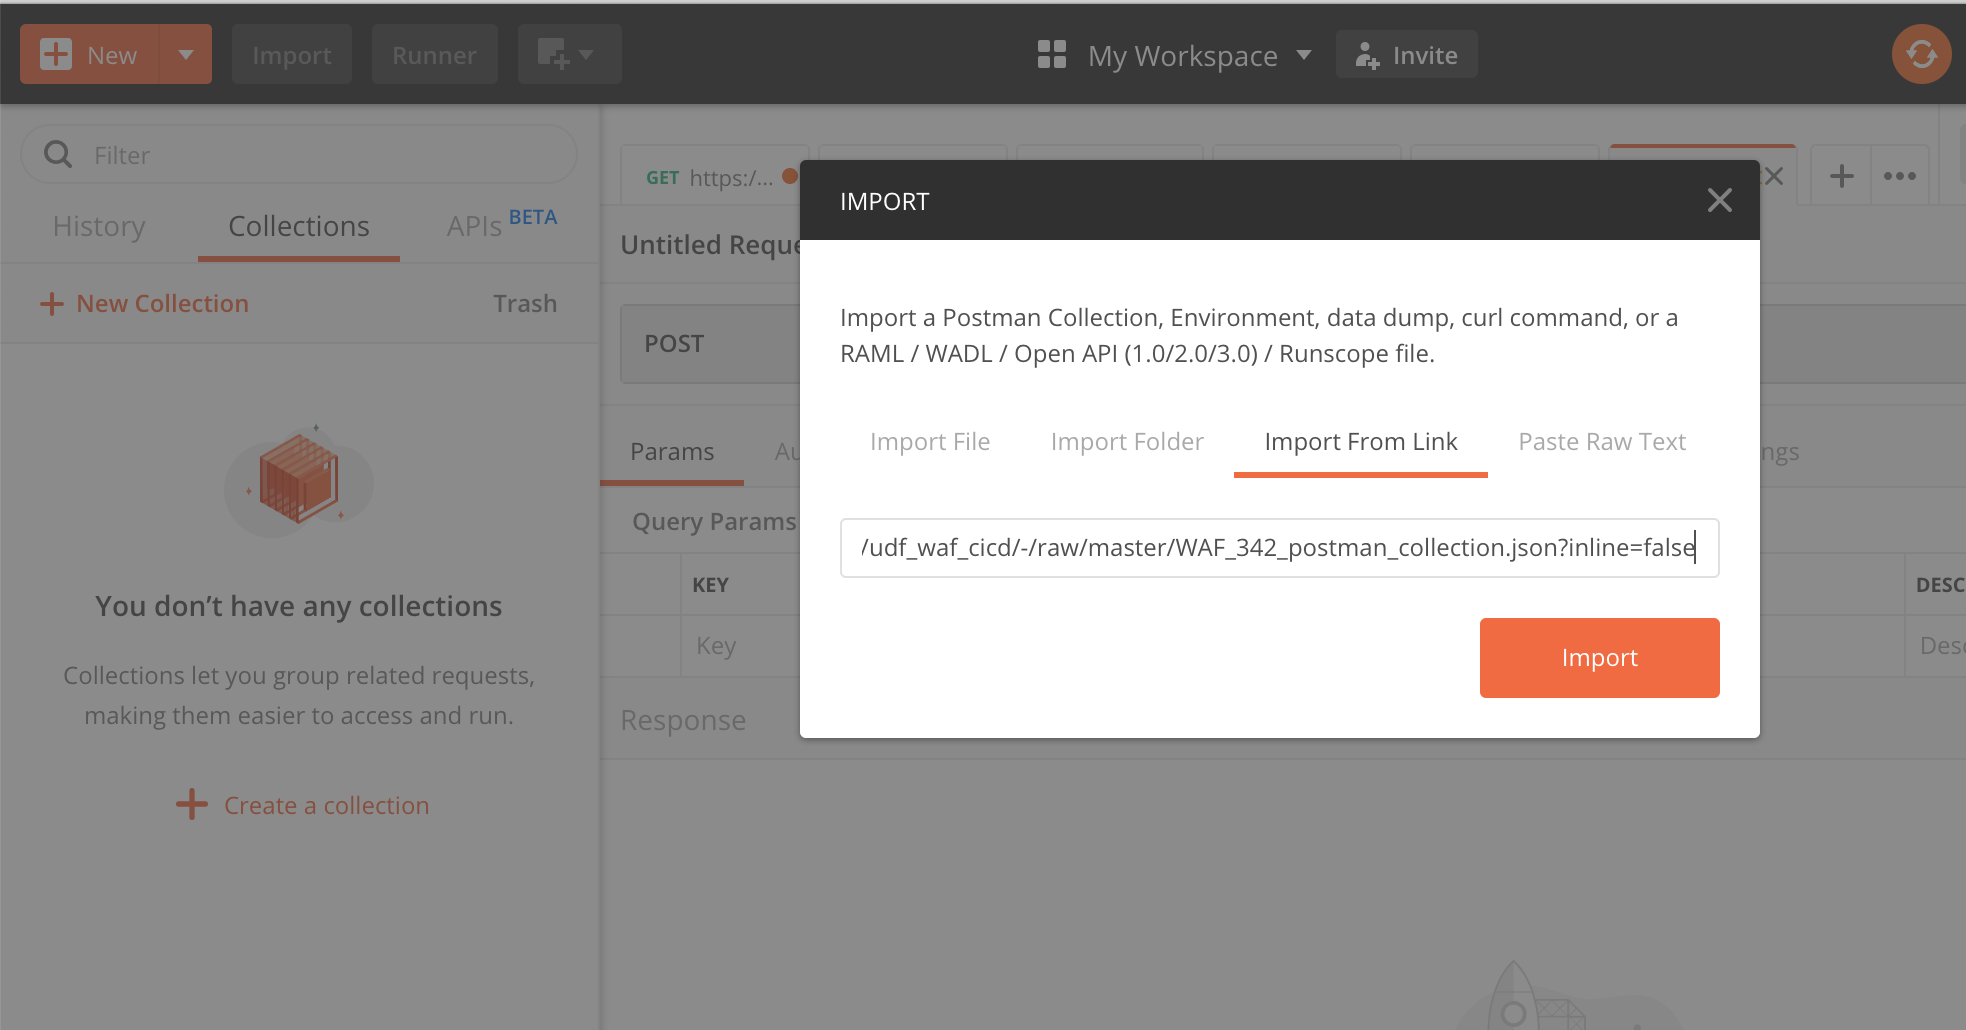 New
Import
Runner
My Workspace
Invite
Filter
History
Collections
APIs BETA
New Collection
Trash
You don’t have any collections
Collections let you group related requests,
making them easier to access and run.
Create a collection
GET https:/...
Untitled Reque
POST
Params
Au
ngs
Query Params
KEY
DESC
Key
Desc
Response
IMPORT
Import a Postman Collection, Environment, data dump, curl command, or a
RAML / WADL / Open API (1.0/2.0/3.0) / Runscope file.
Import File
Import Folder
Import From Link
Paste Raw Text
/udf_waf_cicd/-/raw/master/WAF_342_postman_collection.json?inline=false
Import